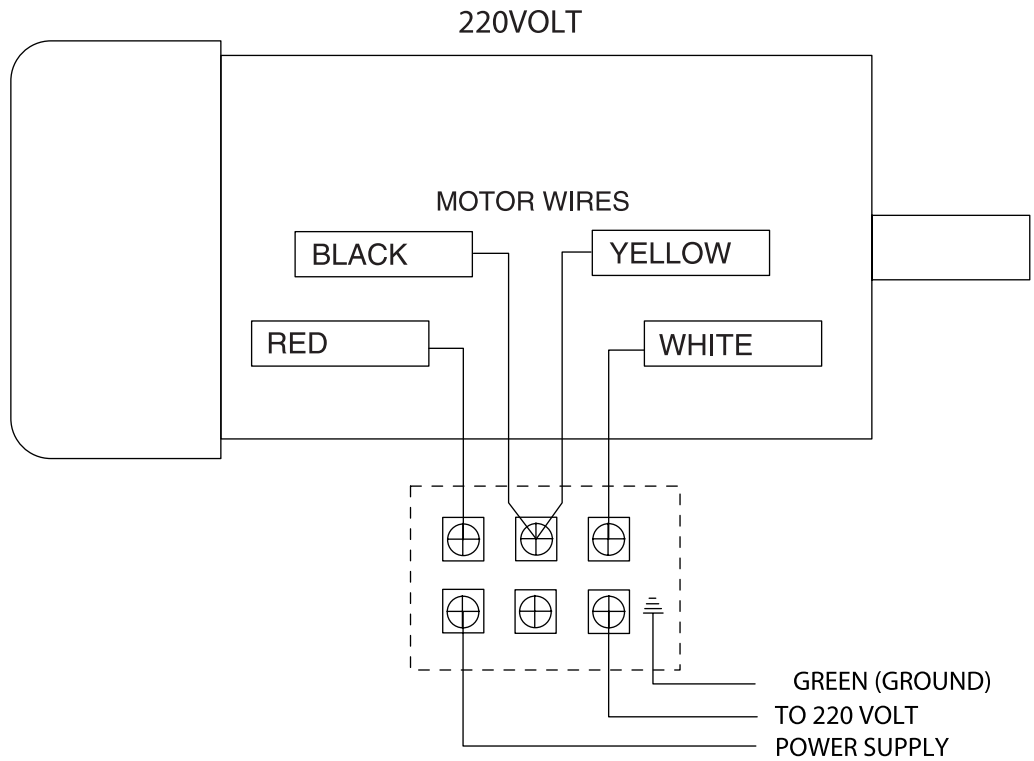 220VOLT
MOTOR WIRES
BLACK
YELLOW
RED
WHITE
GREEN (GROUND)
TO 220 VOLT
POWER SUPPLY